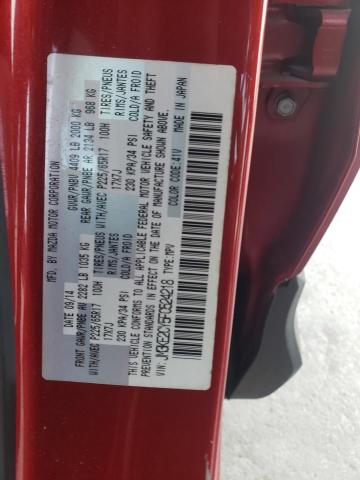 MFD. BY MAZDA MOTOR CORPORATION
DATE: 09/14 GVWR/PNBV 4409 LB 2000 KG
FRONT GAWR/PNBE AV 2282 LB 1035 KG REAR GAWR/PNBE AR 2134 LB 968 KG
WITH/AVEC P225/65R17 100H TIRES/PNEUS WITH/AVEC P225/65R17 100H TIRES/PNEUS
17X7J RIMS/JANTES 17X7J RIMS/JANTES
230 KPA/34 PSI COLD/A FROID 230 KPA/34 PSI COLD/A FROID
THIS VEHICLE CONFORMS TO ALL APPLICABLE FEDERAL MOTOR VEHICLE SAFETY AND THEFT
PREVENTION STANDARDS IN EFFECT ON THE DATE OF MANUFACTURE SHOWN ABOVE.
VIN: JM3KE2CY5F0524218 TYPE: MPV COLOR CODE: 41V MADE IN JAPAN